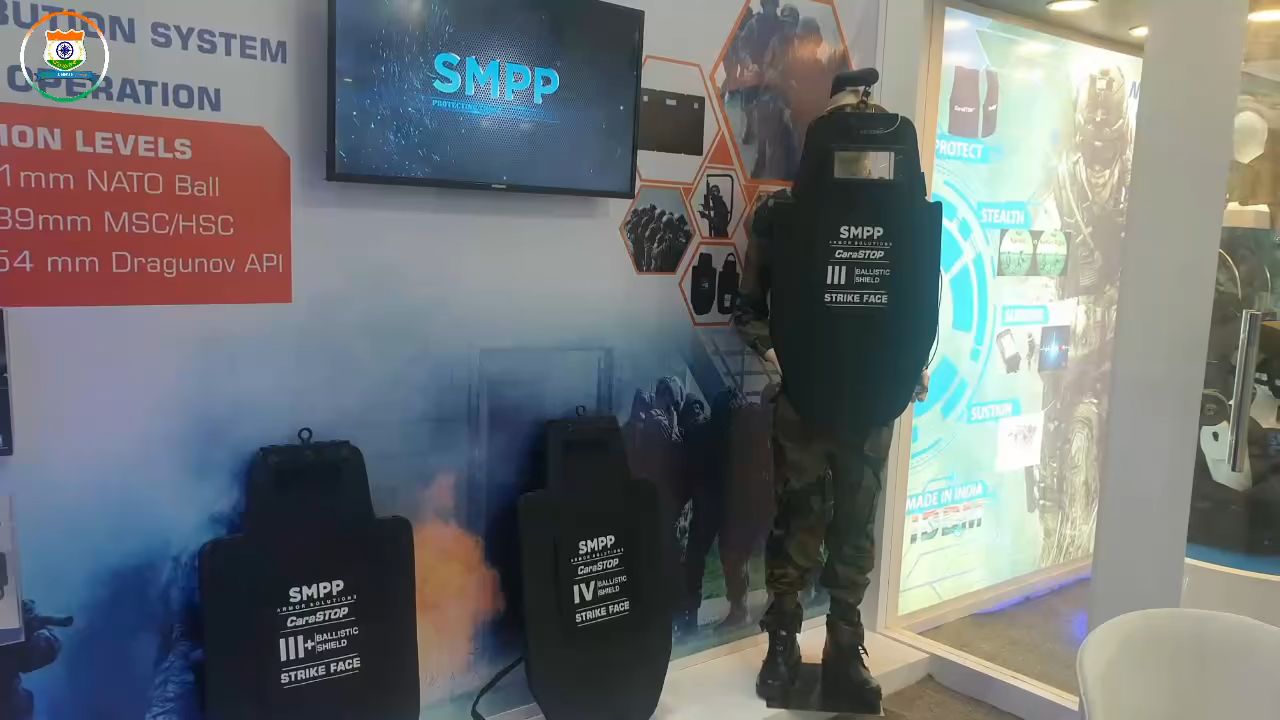 BUTION SYSTEM
OPERATION
ION LEVELS
1mm NATO Ball
39mm MSC/HSC
54 mm Dragunov API
SMPP
SMPP
ARMOR SOLUTIONS
CaraSTOP
III BALLISTIC
SHIELD
STRIKE FACE
SMPP
ARMOR SOLUTIONS
CaraSTOP
IV BALLISTIC
SHIELD
STRIKE FACE
SMPP
ARMOR SOLUTIONS
CaraSTOP
III+ BALLISTIC
SHIELD
STRIKE FACE
CaraSTOP
PROTECT
STEALTH
SUSTION
MADE IN INDIA